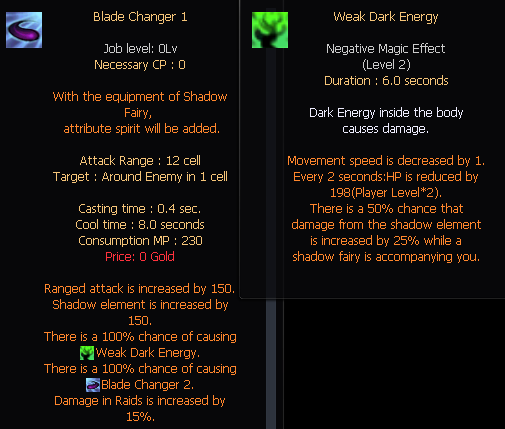 Blade Changer 1
Job level: 0Lv
Necessary CP : 0
With the equipment of Shadow
Fairy,
attribute spirit will be added.
Attack Range : 12 cell
Target : Around Enemy in 1 cell
Casting time : 0.4 sec.
Cool time : 8.0 seconds
Consumption MP : 230
Price: 0 Gold
Ranged attack is increased by 150.
Shadow element is increased by
150.
There is a 100% chance of causing
Weak Dark Energy.
There is a 100% chance of causing
Blade Changer 2.
Damage in Raids is increased by
15%.
Weak Dark Energy
Negative Magic Effect
(Level 2)
Duration : 6.0 seconds
Dark Energy inside the body
causes damage.
Movement speed is decreased by 1.
Every 2 seconds:HP is reduced by
198(Player Level*2).
There is a 50% chance that
damage from the shadow element
is increased by 25% while a
shadow fairy is accompanying you.